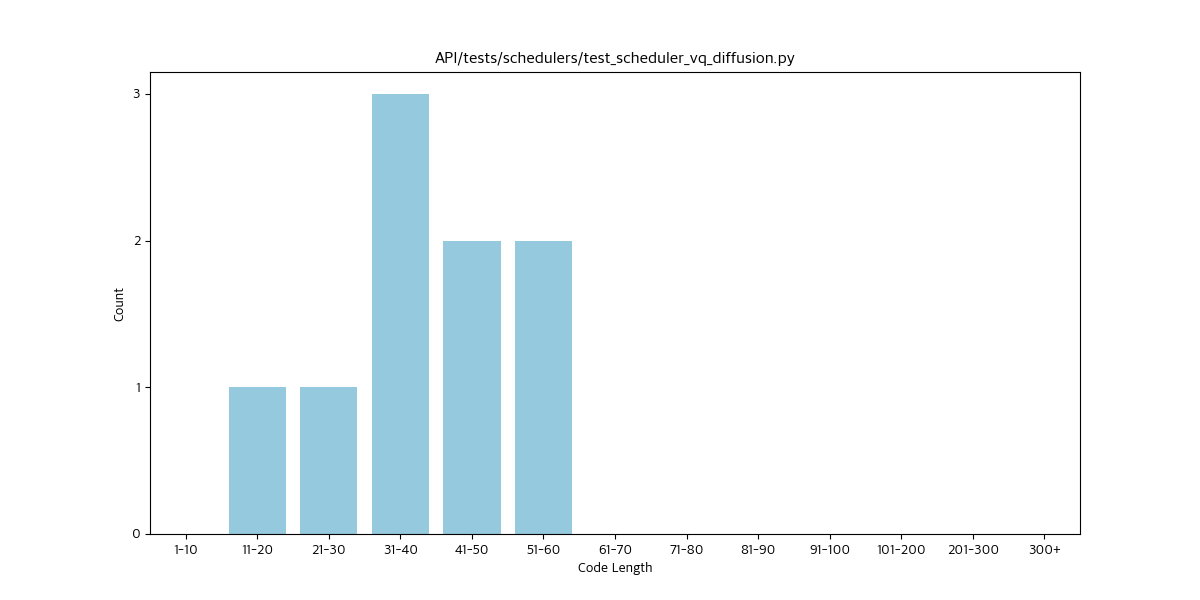 API/tests/schedulers/test_scheduler_vq_diffusion.py
Count
3
2
1
0
1-10 11-20 21-30 31-40 41-50 51-60 61-70 71-80 81-90 91-100 101-200 201-300 300+
Code Length